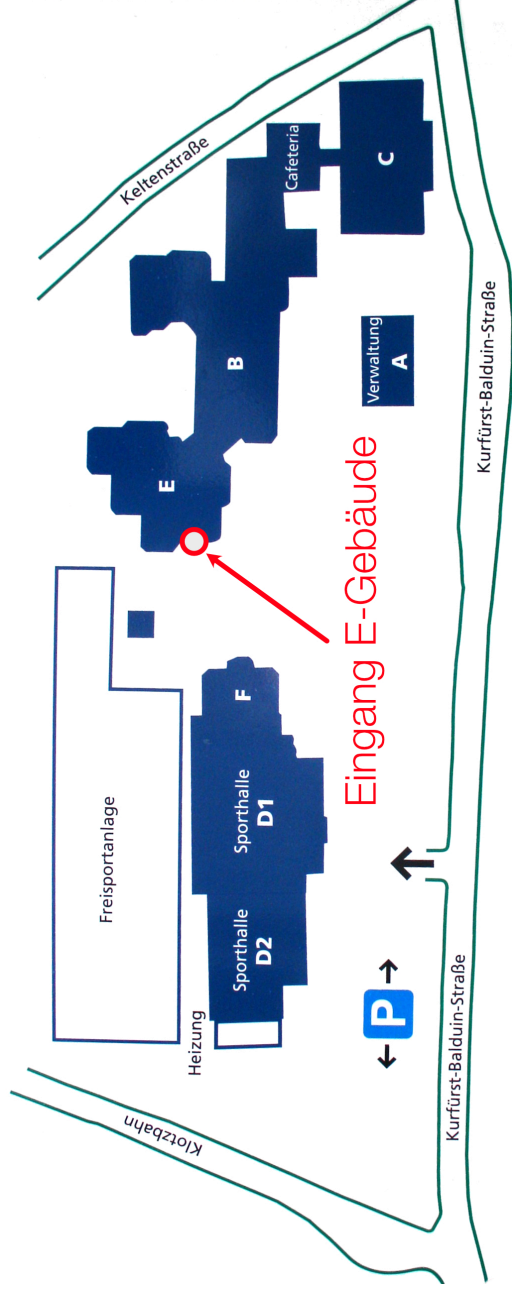 Keltenstraße
Cafeteria
C
B
Verwaltung
A
E
Kurfürst-Balduin-Straße
Eingang E-Gebäude
F
Sporthalle
D1
Freisportanlage
Sporthalle
D2
Heizung
P
Kurfürst-Balduin-Straße
Klotzbahn